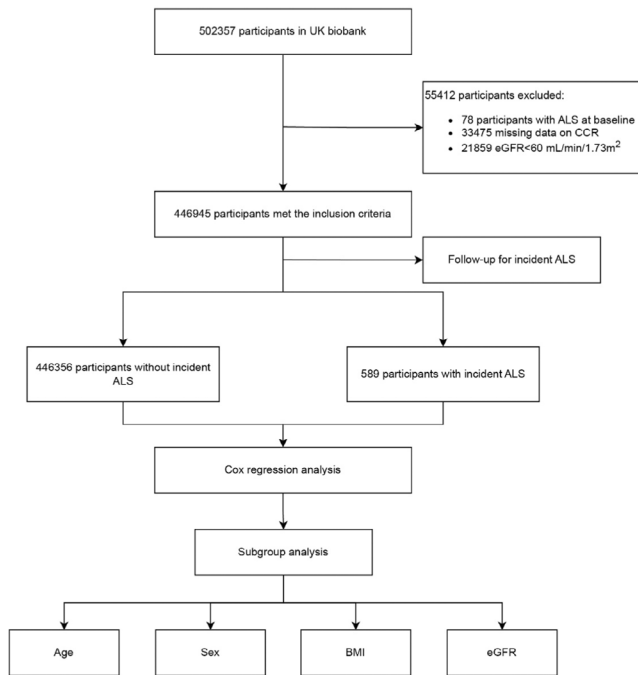 502357 participants in UK biobank
55412 participants excluded:
• 78 participants with ALS at baseline
• 33475 missing data on CCR
• 21859 eGFR<60 mL/min/1.73m²
446945 participants met the inclusion criteria
Follow-up for incident ALS
446356 participants without incident
ALS
589 participants with incident ALS
Cox regression analysis
Subgroup analysis
Age
Sex
BMI
eGFR